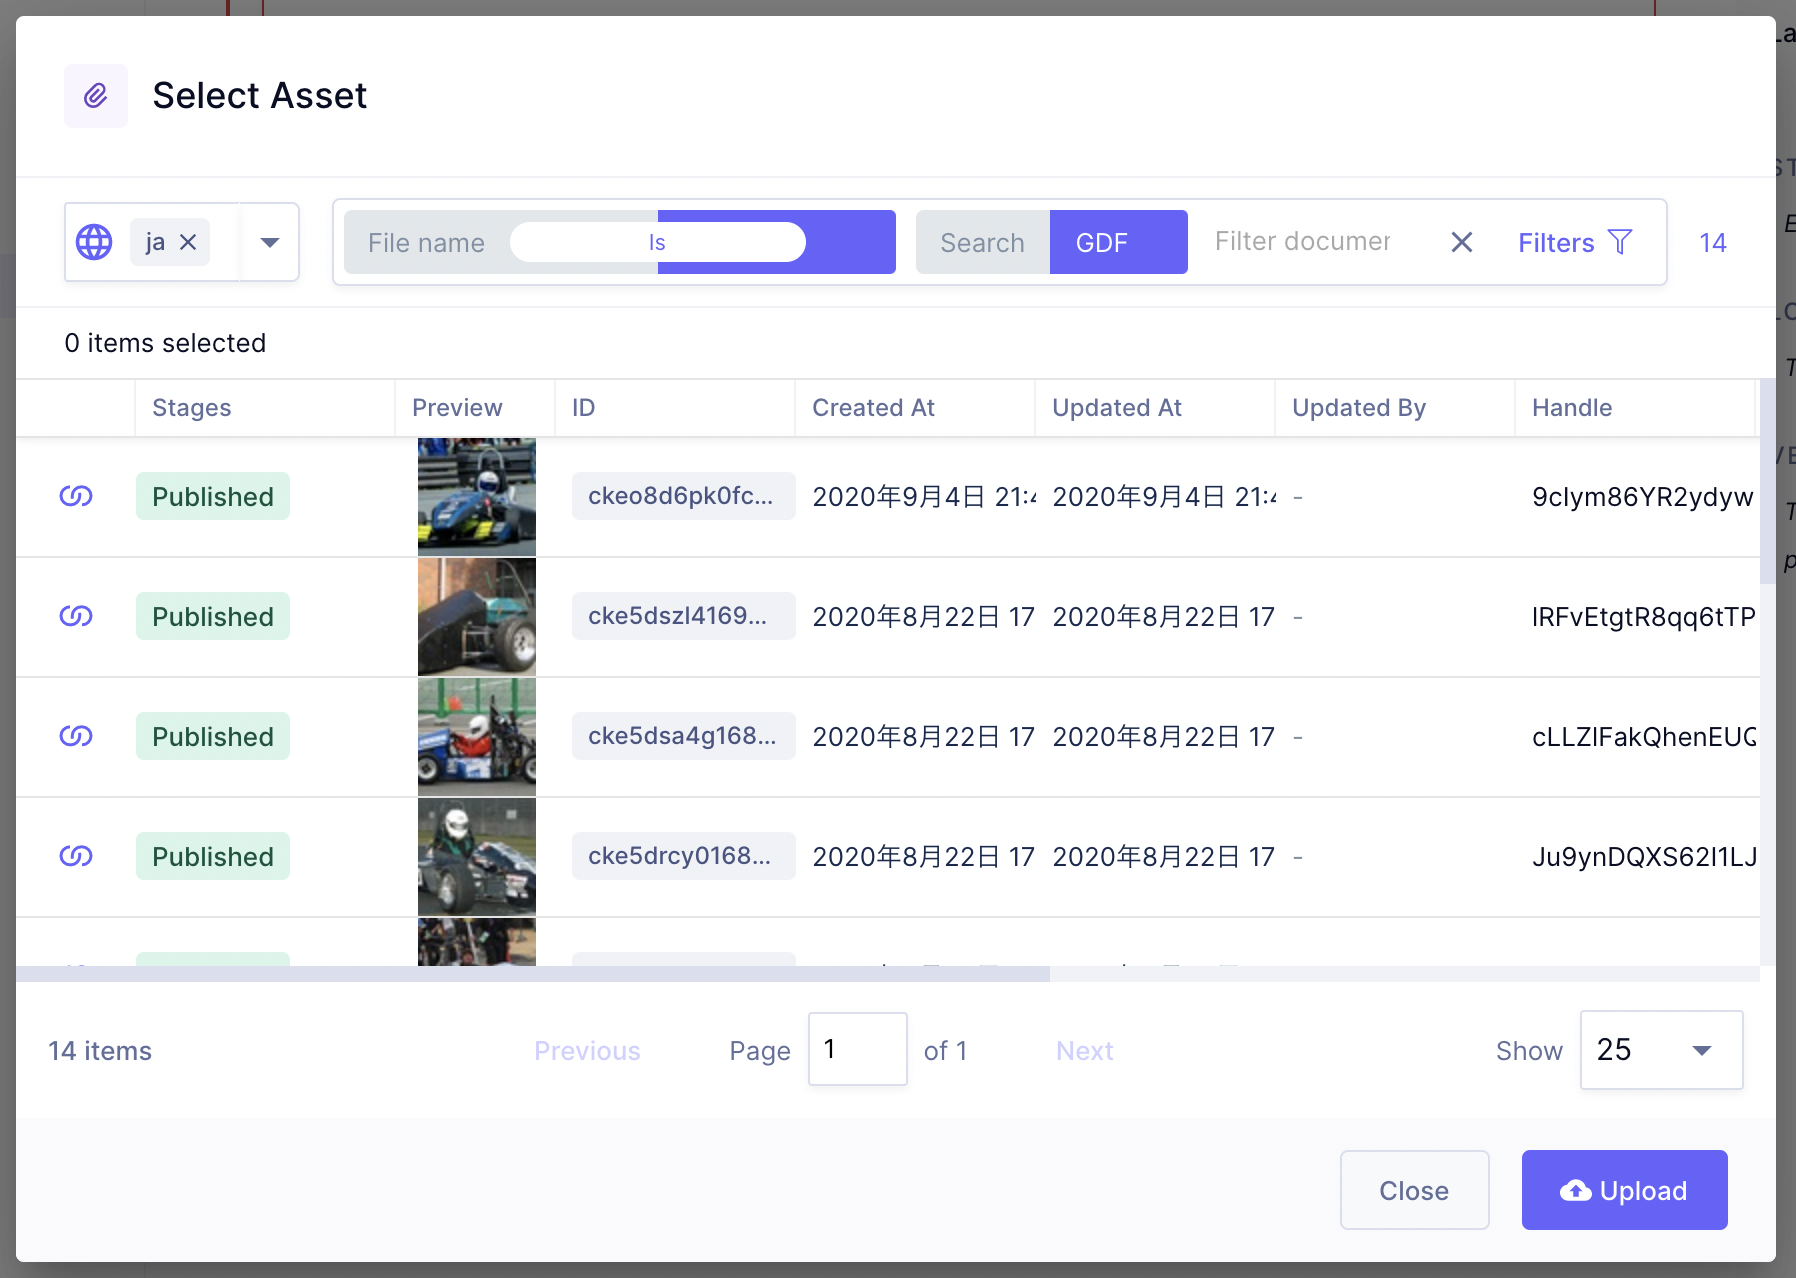 Select Asset
ja
File name Is
Search GDF
Filter documen
Filters
14
0 items selected
Stages Preview ID Created At Updated At Updated By Handle
Published ckeo8d6pk0fc... 2020年9月4日 21:4 2020年9月4日 21:4 - 9clym86YR2ydyw
Published cke5dszl4169... 2020年8月22日 17 2020年8月22日 17 - lRFvEtgtR8qq6tTP
Published cke5dsa4g168... 2020年8月22日 17 2020年8月22日 17 - cLLZIFakQhenEUQ
Published cke5drcy0168... 2020年8月22日 17 2020年8月22日 17 - Ju9ynDQXS62I1LJ
14 items Previous Page 1 of 1 Next Show 25
Close Upload